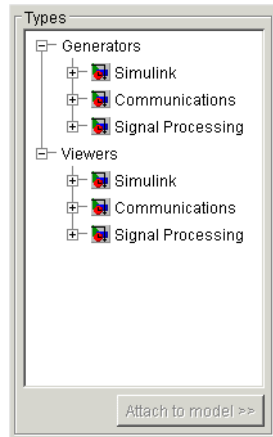 Types
Generators
Simulink
Communications
Signal Processing
Viewers
Simulink
Communications
Signal Processing
Attach to model >>